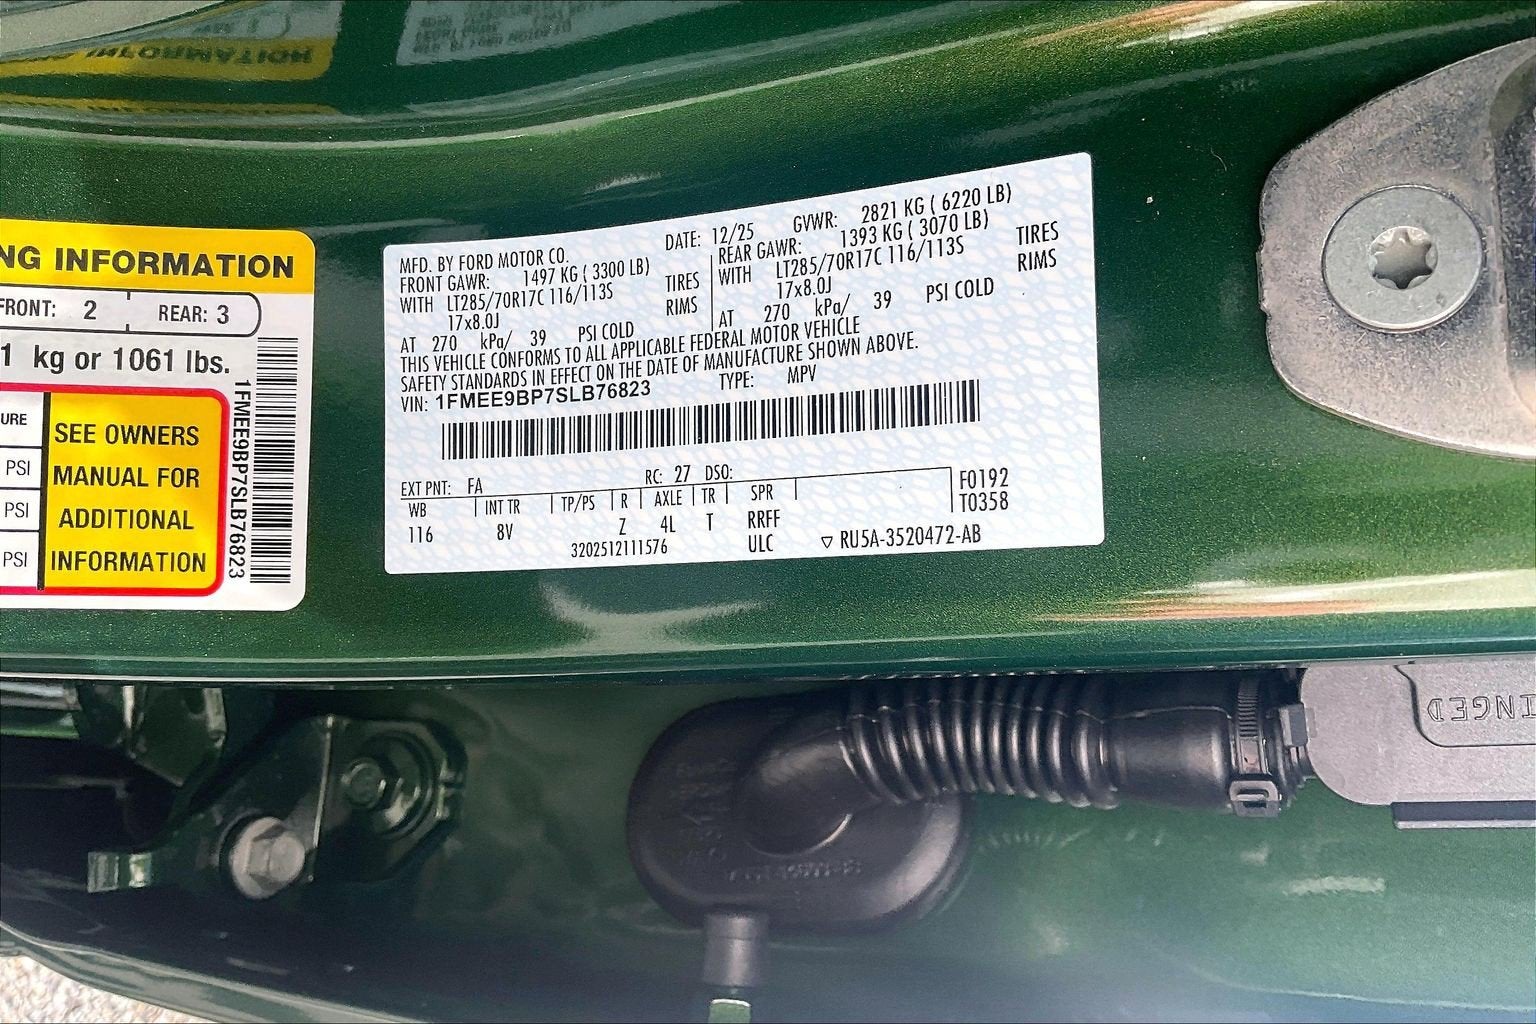 NG INFORMATION
FRONT: 2 REAR: 3
1 kg or 1061 lbs.
URE
PSI
PSI
PSI
SEE OWNERS
MANUAL FOR
ADDITIONAL
INFORMATION
1FMEE9BP7SLB76823
MFD. BY FORD MOTOR CO. DATE: 12/25 GVWR: 2821 KG ( 6220 LB)
FRONT GAWR: 1497 KG ( 3300 LB) REAR GAWR: 1393 KG ( 3070 LB)
WITH LT285/70R17C 116/113S TIRES WITH LT285/70R17C 116/113S TIRES
17x8.0J RIMS 17x8.0J RIMS
AT 270 kPa/ 39 PSI COLD AT 270 kPa/ 39 PSI COLD
THIS VEHICLE CONFORMS TO ALL APPLICABLE FEDERAL MOTOR VEHICLE
SAFETY STANDARDS IN EFFECT ON THE DATE OF MANUFACTURE SHOWN ABOVE.
VIN: 1FMEE9BP7SLB76823 TYPE: MPV
EXT PNT: FA RC: 27 DSO:
WB INT TR TP/PS R AXLE TR SPR F0192
116 8V Z 4L T RRFF T0358
3202512111576 ULC ▽ RU5A-3520472-AB
INGED